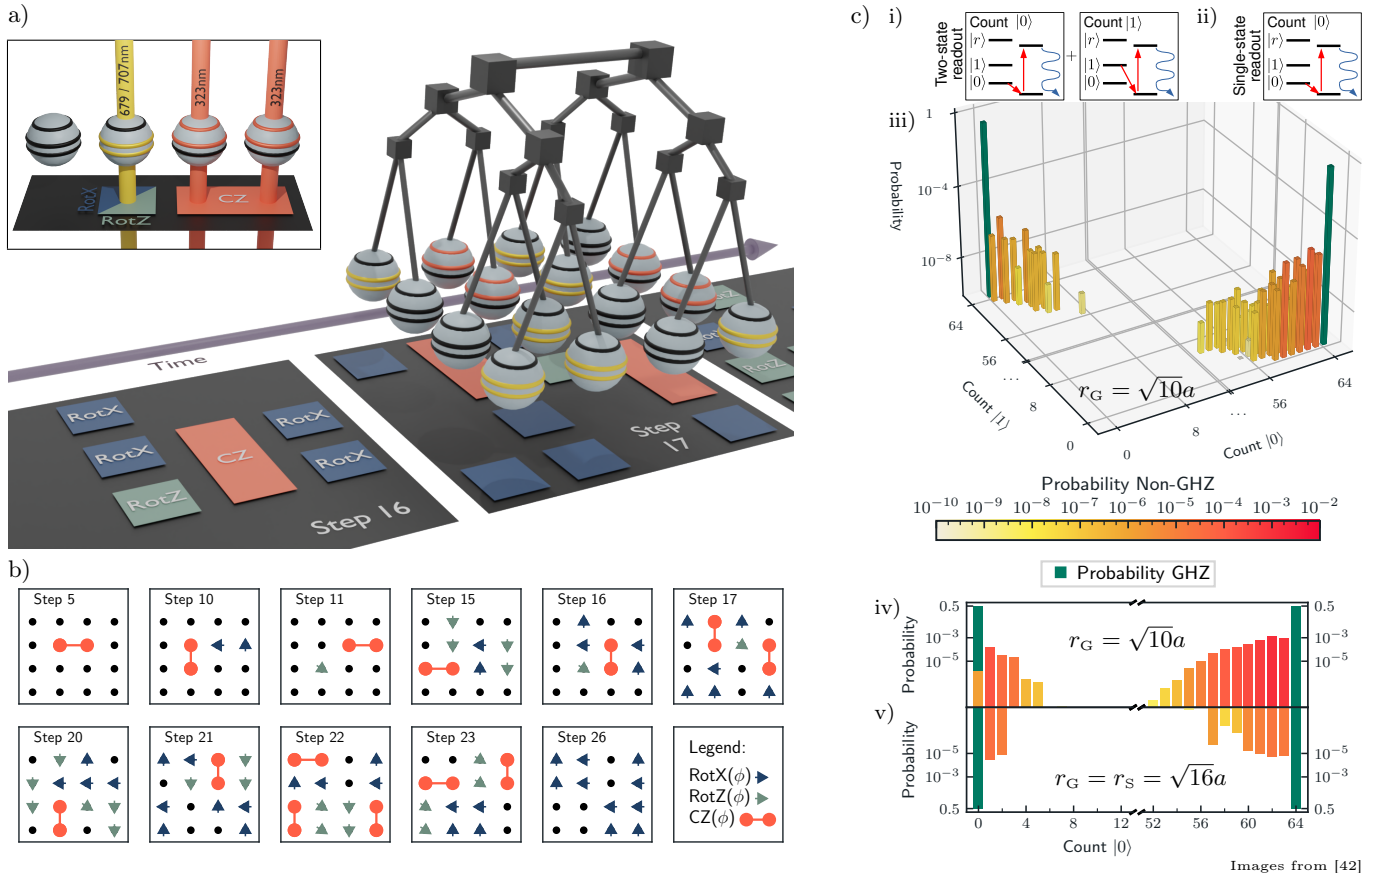 a)
679 / 707nm
323nm
323nm
RotX
RotZ
CZ
Time
RotX
RotX
RotX
CZ
RotX
RotZ
Step 16
Step 17
RotZ
RotZ
b)
Step 5
Step 10
Step 11
Step 15
Step 16
Step 17
Step 20
Step 21
Step 22
Step 23
Step 26
Legend:
RotX(ϕ)
RotZ(ϕ)
CZ(ϕ)
c)
i)
Two-state readout
Count |0⟩
|r⟩
|1⟩
|0⟩
+
Count |1⟩
|r⟩
|1⟩
|0⟩
ii)
Single-state readout
Count |0⟩
|r⟩
|1⟩
|0⟩
iii)
1
10⁻⁴
10⁻⁸
Probability
64
56
...
8
0
Count |1⟩
r_G = √10a
0
8
...
56
64
Count |0⟩
Probability Non-GHZ
10⁻¹⁰ 10⁻⁹ 10⁻⁸ 10⁻⁷ 10⁻⁶ 10⁻⁵ 10⁻⁴ 10⁻³ 10⁻²
Probability GHZ
iv)
Probability
0.5
10⁻³
10⁻⁵
r_G = √10a
0.5
10⁻³
10⁻⁵
v)
Probability
10⁻⁵
10⁻³
0.5
r_G = r_S = √16a
10⁻⁵
10⁻³
0.5
0 4 8 12 52 56 60 64
Count |0⟩
Images from [42]